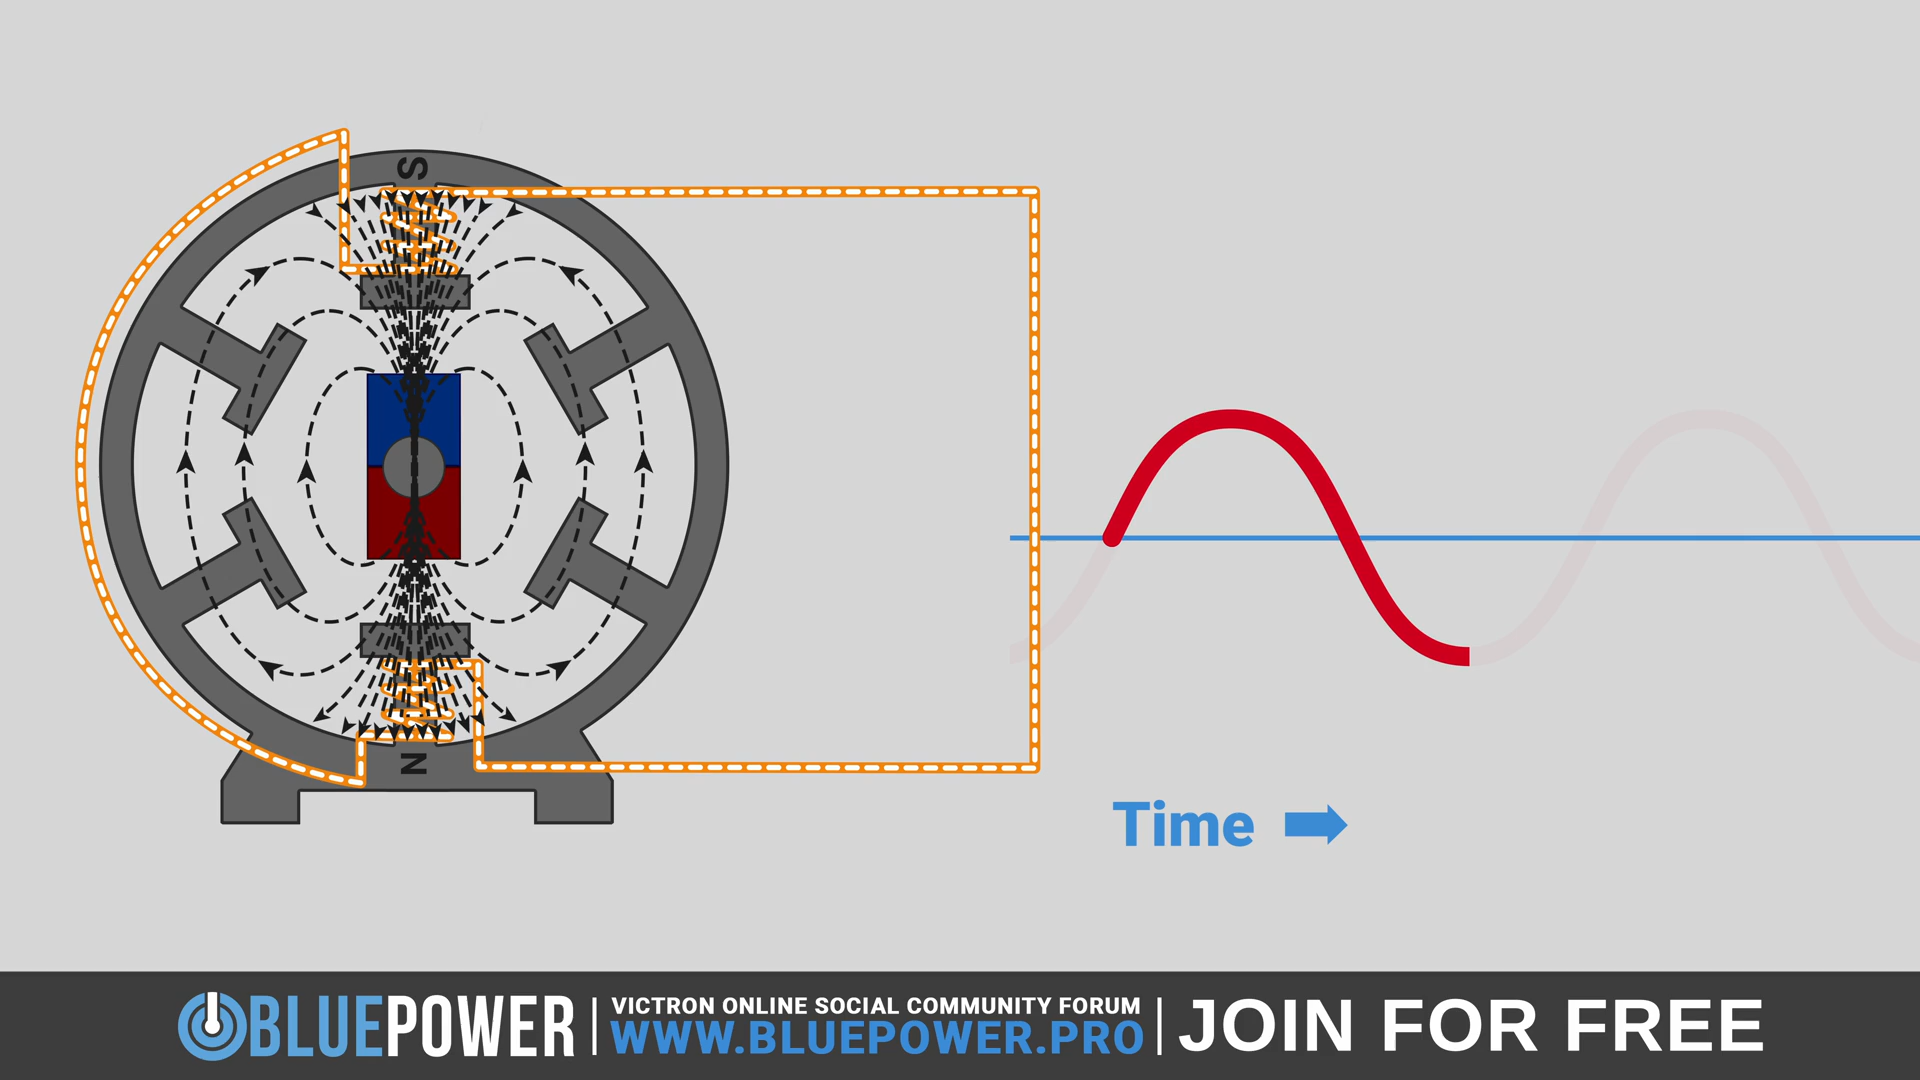 S
N
Time
BLUEPOWER
VICTRON ONLINE SOCIAL COMMUNITY FORUM
WWW.BLUEPOWER.PRO
JOIN FOR FREE